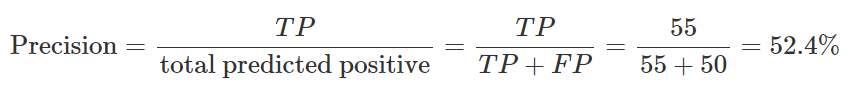 Precision = TP / total predicted positive = TP / TP + FP = 55 / 55 + 50 = 52.4%